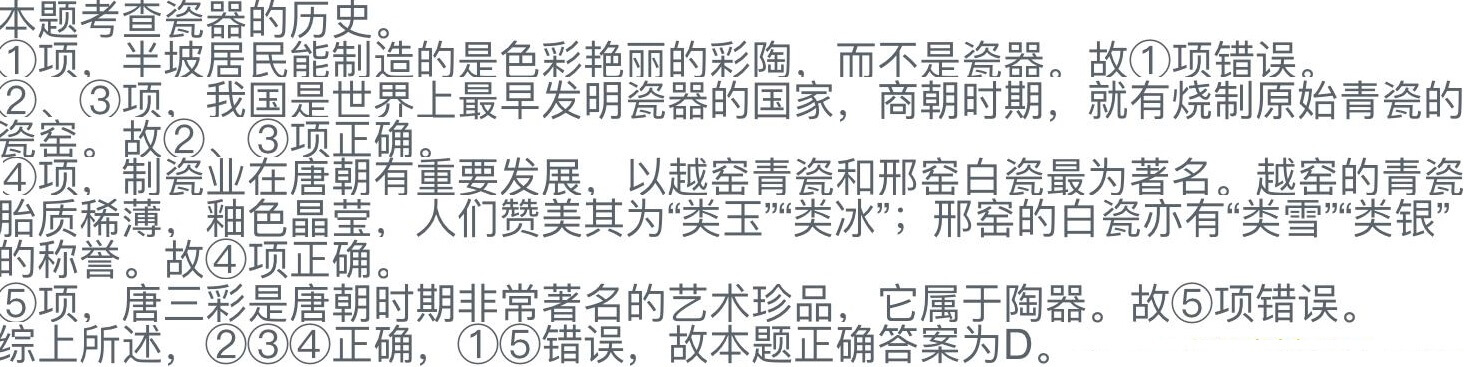 本题考查瓷器的历史。
①项，半坡居民能制造的是色彩艳丽的彩陶，而不是瓷器。故①项错误。
②、③项，我国是世界上最早发明瓷器的国家，商朝时期，就有烧制原始青瓷的
瓷窑。故②、③项正确。
④项，制瓷业在唐朝有重要发展，以越窑青瓷和邢窑白瓷最为著名。越窑的青瓷
胎质稀薄，釉色晶莹，人们赞美其为“类玉”“类冰”；邢窑的白瓷亦有“类雪”“类银”
的称誉。故④项正确。
⑤项，唐三彩是唐朝时期非常著名的艺术珍品，它属于陶器。故⑤项错误。
综上所述，②③④正确，①⑤错误，故本题正确答案为D。